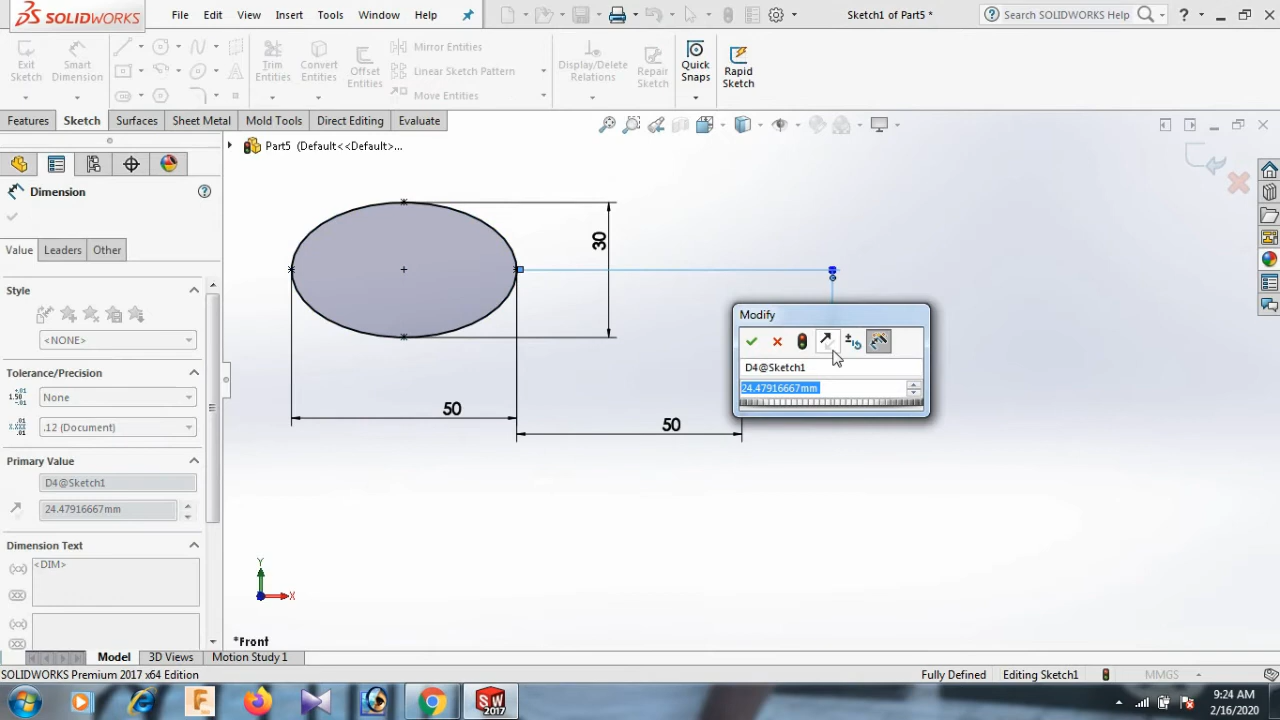 SOLIDWORKS
File Edit View Insert Tools Window Help
Sketch1 of Part5 *
Search SOLIDWORKS Help
Exit Sketch
Smart Dimension
Trim Entities
Convert Entities
Offset Entities
Mirror Entities
Linear Sketch Pattern
Move Entities
Display/Delete Relations
Repair Sketch
Quick Snaps
Rapid Sketch
Features Sketch Surfaces Sheet Metal Mold Tools Direct Editing Evaluate
Part5 (Default<<Default>...
Dimension
Value Leaders Other
Style
<NONE>
Tolerance/Precision
None
.12 (Document)
Primary Value
D4@Sketch1
24.47916667mm
Dimension Text
<DIM>
30
50
50
Modify
D4@Sketch1
24.47916667mm
Y
X
*Front
Model 3D Views Motion Study 1
SOLIDWORKS Premium 2017 x64 Edition
Fully Defined Editing Sketch1 MMGS
SW
2017
9:24 AM
2/16/2020